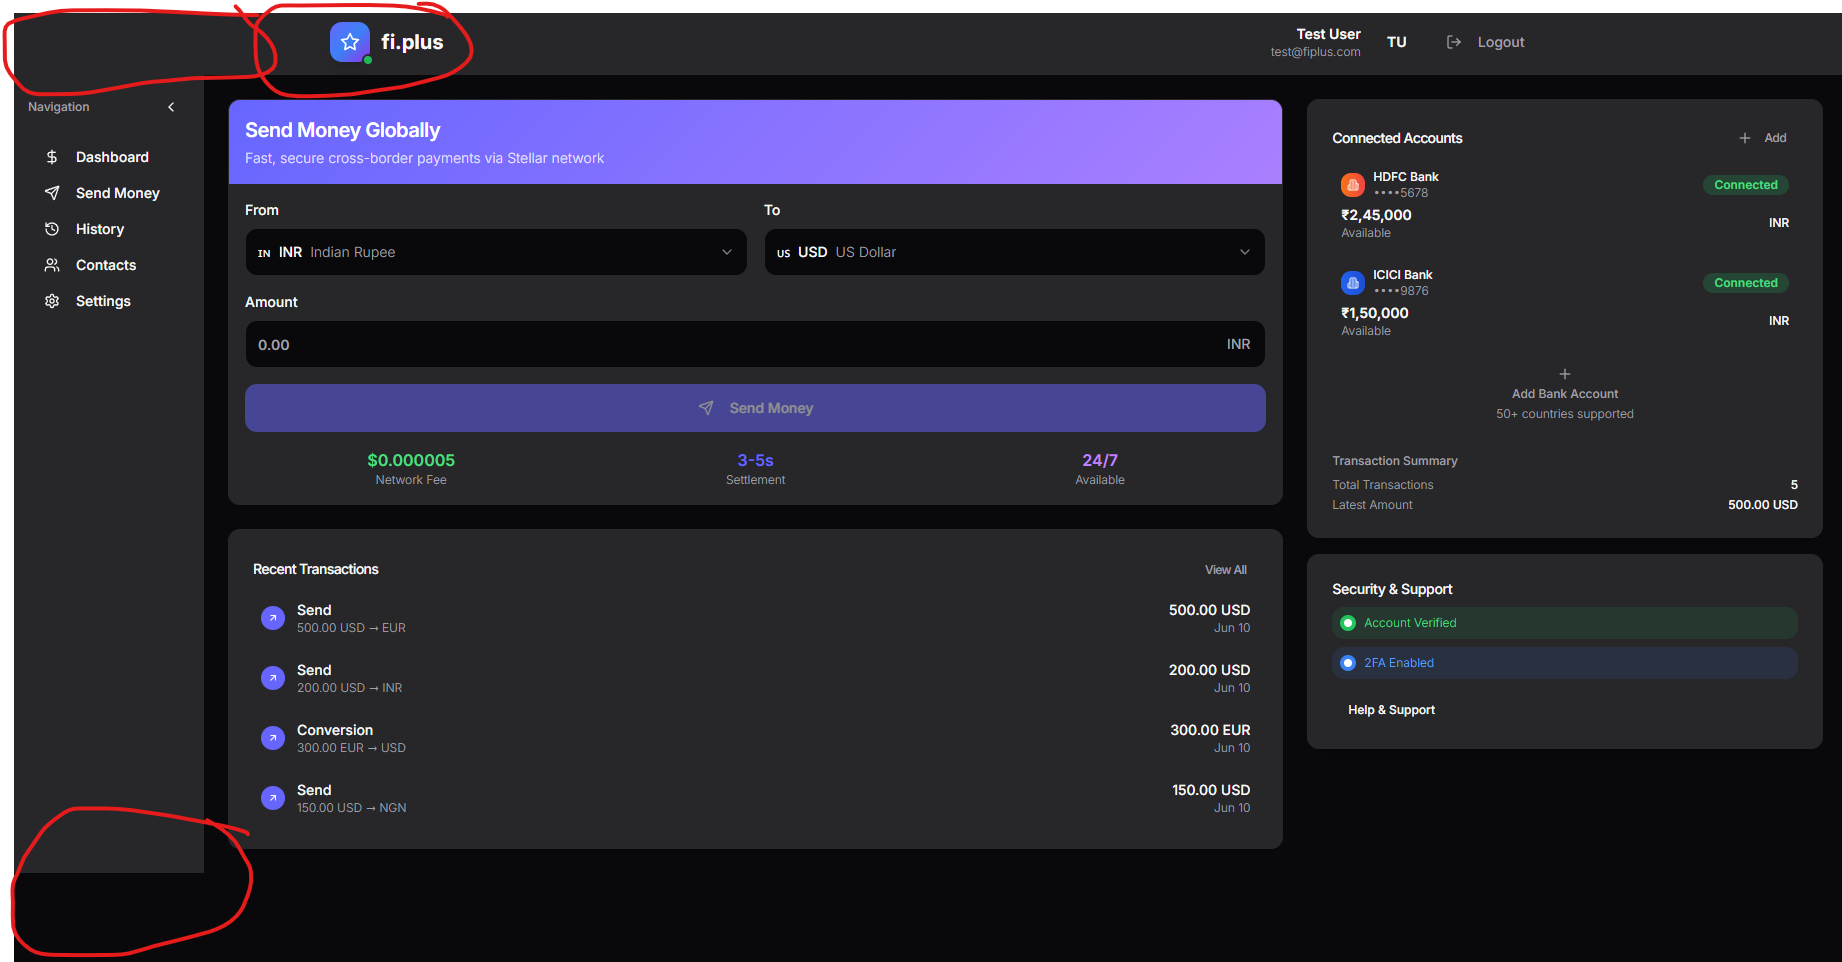 fi.plus
Test User
test@fiplus.com
TU
Logout
Navigation
Dashboard
Send Money
History
Contacts
Settings
Send Money Globally
Fast, secure cross-border payments via Stellar network
From
IN INR Indian Rupee
To
US USD US Dollar
Amount
0.00 INR
Send Money
$0.000005
Network Fee
3-5s
Settlement
24/7
Available
Recent Transactions
View All
Send 500.00 USD
500.00 USD → EUR Jun 10
Send 200.00 USD
200.00 USD → INR Jun 10
Conversion 300.00 EUR
300.00 EUR → USD Jun 10
Send 150.00 USD
150.00 USD → NGN Jun 10
Connected Accounts
+ Add
HDFC Bank
••••5678
Connected
₹2,45,000
Available
INR
ICICI Bank
••••9876
Connected
₹1,50,000
Available
INR
+
Add Bank Account
50+ countries supported
Transaction Summary
Total Transactions 5
Latest Amount 500.00 USD
Security & Support
Account Verified
2FA Enabled
Help & Support